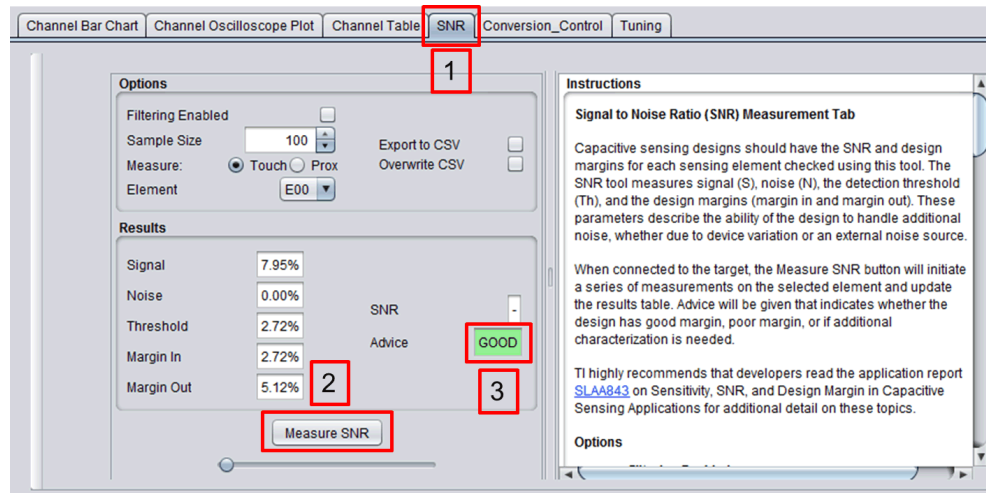 Channel Bar Chart Channel Oscilloscope Plot Channel Table SNR Conversion_Control Tuning
1
Options
Filtering Enabled
Sample Size 100 Export to CSV
Measure: Touch Prox Overwrite CSV
Element E00
Results
Signal 7.95%
Noise 0.00%
SNR -
Threshold 2.72%
Advice GOOD
Margin In 2.72%
Margin Out 5.12%
2
3
Measure SNR
Instructions
Signal to Noise Ratio (SNR) Measurement Tab
Capacitive sensing designs should have the SNR and design
margins for each sensing element checked using this tool. The
SNR tool measures signal (S), noise (N), the detection threshold
(Th), and the design margins (margin in and margin out). These
parameters describe the ability of the design to handle additional
noise, whether due to device variation or an external noise source.
When connected to the target, the Measure SNR button will initiate
a series of measurements on the selected element and update
the results table. Advice will be given that indicates whether the
design has good margin, poor margin, or if additional
characterization is needed.
TI highly recommends that developers read the application report
SLAA843 on Sensitivity, SNR, and Design Margin in Capacitive
Sensing Applications for additional detail on these topics.
Options